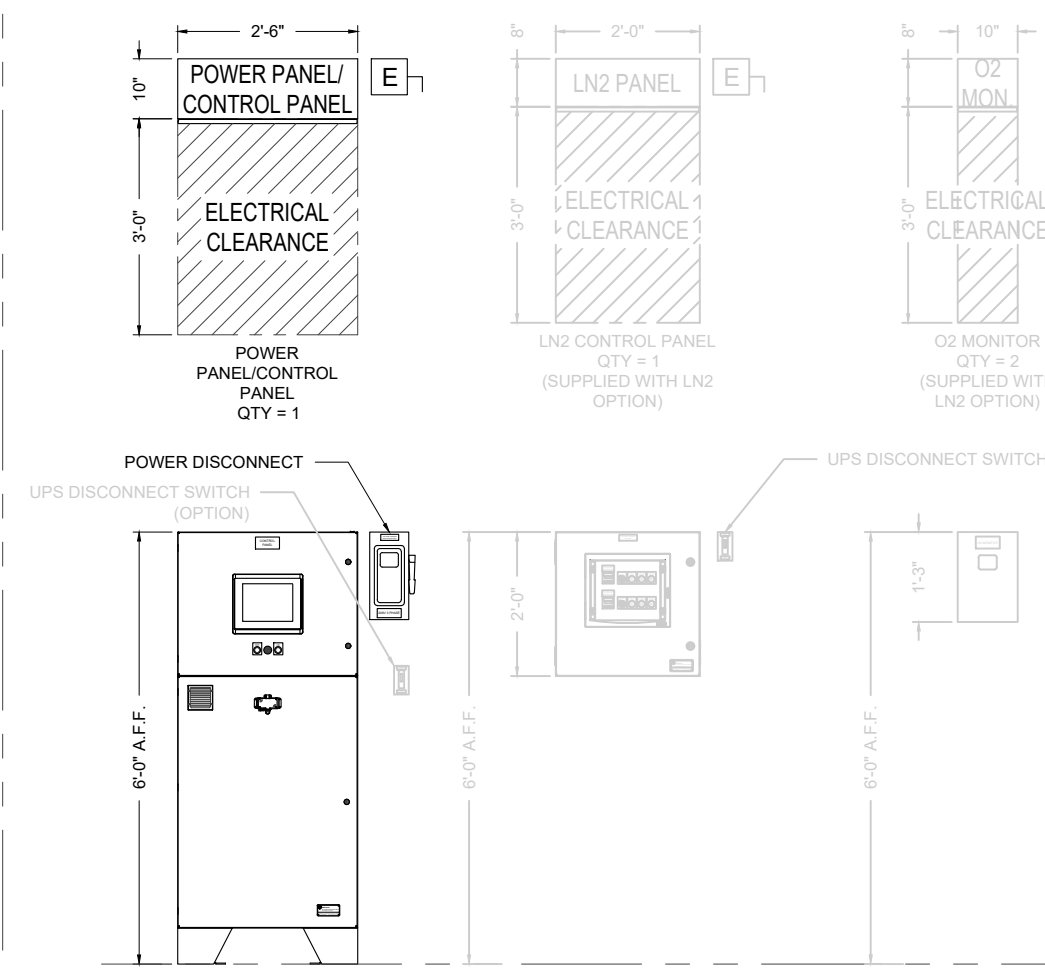 2'-6"
10"
POWER PANEL/
CONTROL PANEL
E
3'-0"
ELECTRICAL
CLEARANCE
POWER
PANEL/CONTROL
PANEL
QTY = 1
8"
2'-0"
LN2 PANEL
E
3'-0"
ELECTRICAL
CLEARANCE
LN2 CONTROL PANEL
QTY = 1
(SUPPLIED WITH LN2
OPTION)
8"
10"
O2
MON.
3'-0"
ELECTRICAL
CLEARANCE
O2 MONITOR
QTY = 2
(SUPPLIED WIT
LN2 OPTION)
POWER DISCONNECT
UPS DISCONNECT SWITCH
(OPTION)
CONTROL
PANEL
6'-0" A.F.F.
UPS DISCONNECT SWITCH
2'-0"
6'-0" A.F.F.
1'-3"
6'-0" A.F.F.